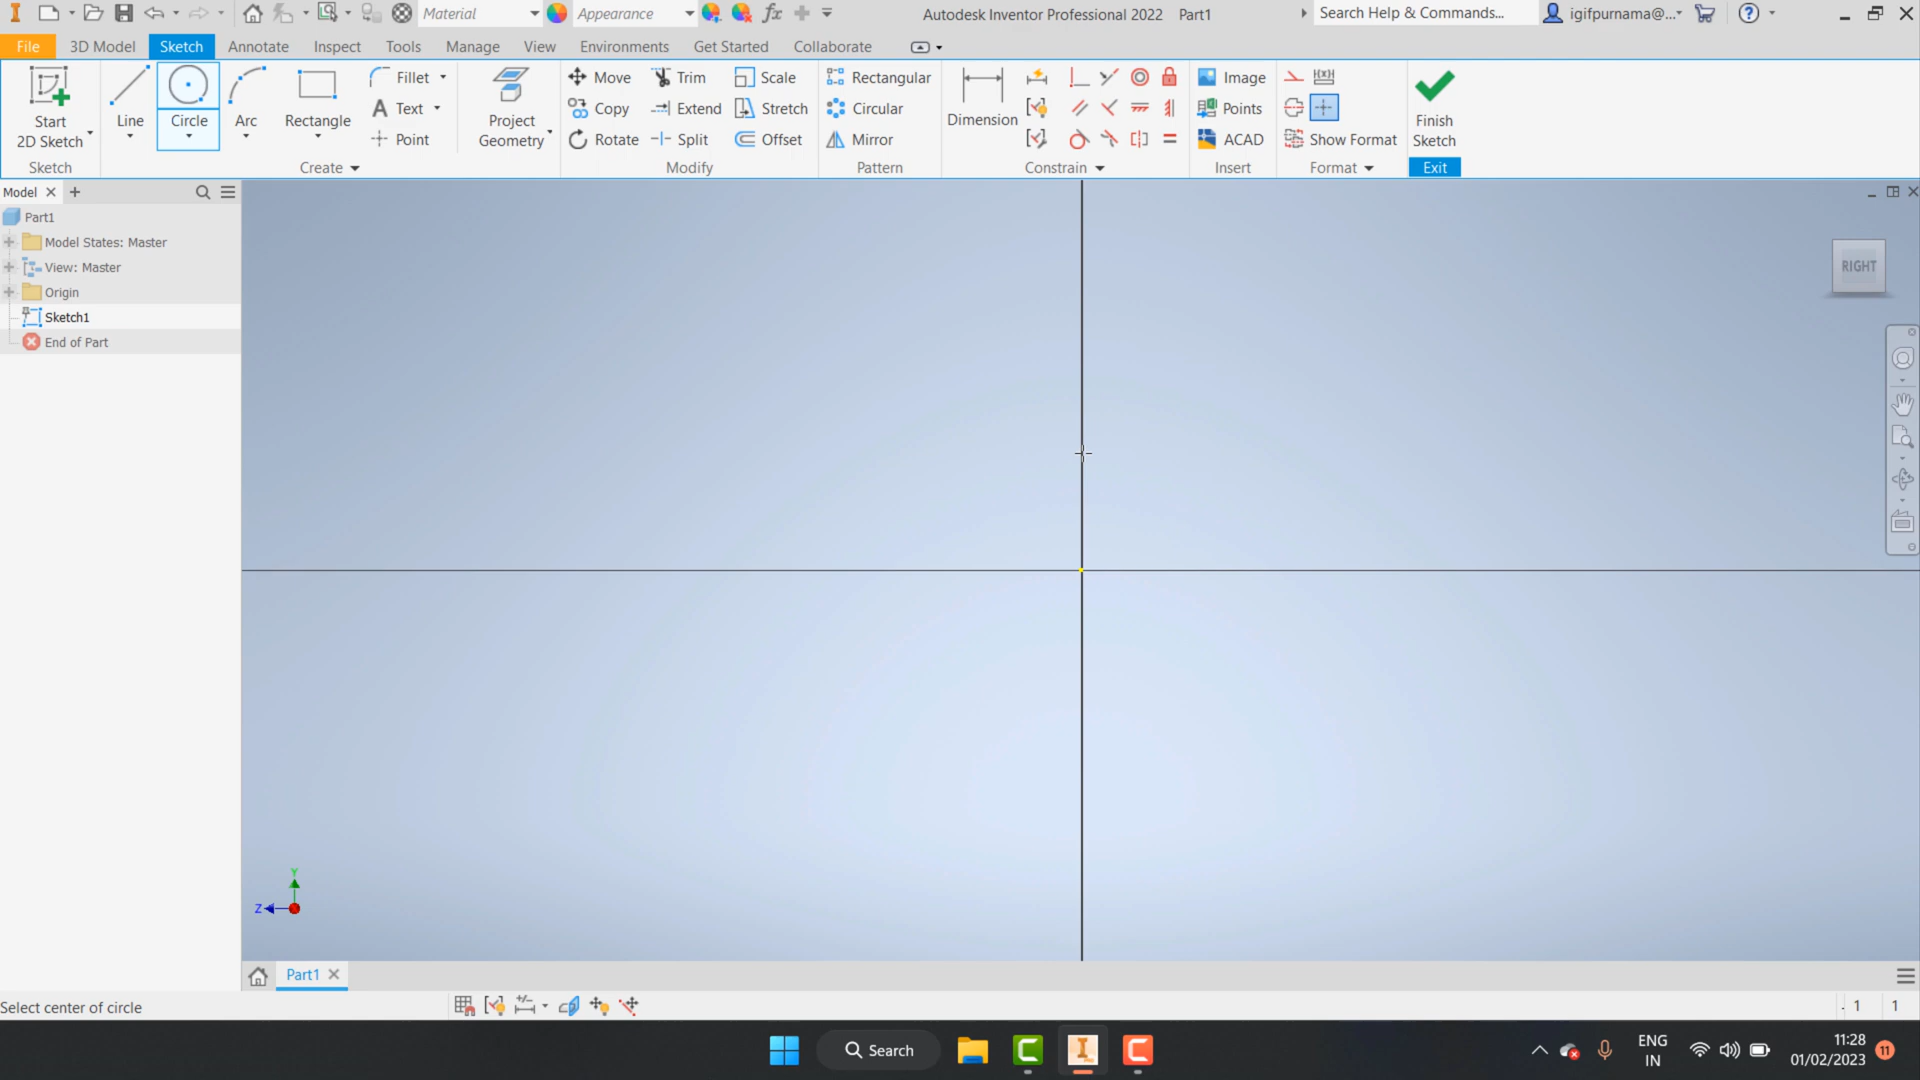 Material
Appearance
Autodesk Inventor Professional 2022 Part1
Search Help & Commands...
igifpurnama@...
File
3D Model
Sketch
Annotate
Inspect
Tools
Manage
View
Environments
Get Started
Collaborate
Start
2D Sketch
Sketch
Line
Circle
Arc
Rectangle
Fillet
Text
Point
Create
Project
Geometry
Move
Copy
Rotate
Trim
Extend
Split
Scale
Stretch
Offset
Modify
Rectangular
Circular
Mirror
Pattern
Dimension
Constrain
Image
Points
ACAD
Insert
Show Format
Format
Finish
Sketch
Exit
Model
Part1
Model States: Master
View: Master
Origin
Sketch1
End of Part
RIGHT
Y
Z
Part1
Select center of circle
1 1
Search
ENG
IN
11:28
01/02/2023
11